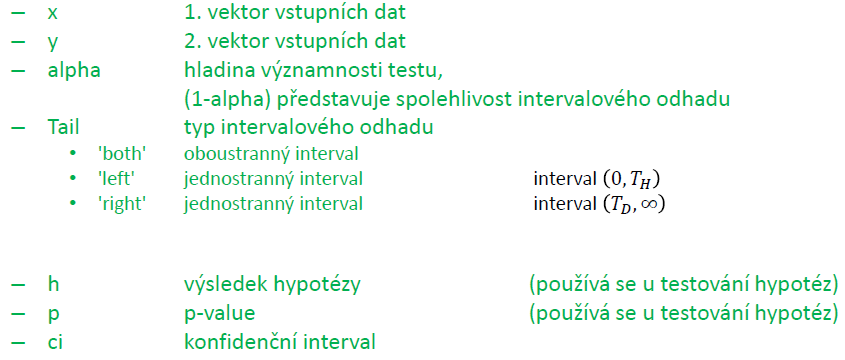 – x 1. vektor vstupních dat
– y 2. vektor vstupních dat
– alpha hladina významnosti testu,
(1-alpha) představuje spolehlivost intervalového odhadu
– Tail typ intervalového odhadu
• 'both' oboustranný interval
• 'left' jednostranný interval interval (0, T_H)
• 'right' jednostranný interval interval (T_D, ∞)
– h výsledek hypotézy (používá se u testování hypotéz)
– p p-value (používá se u testování hypotéz)
– ci konfidenční interval